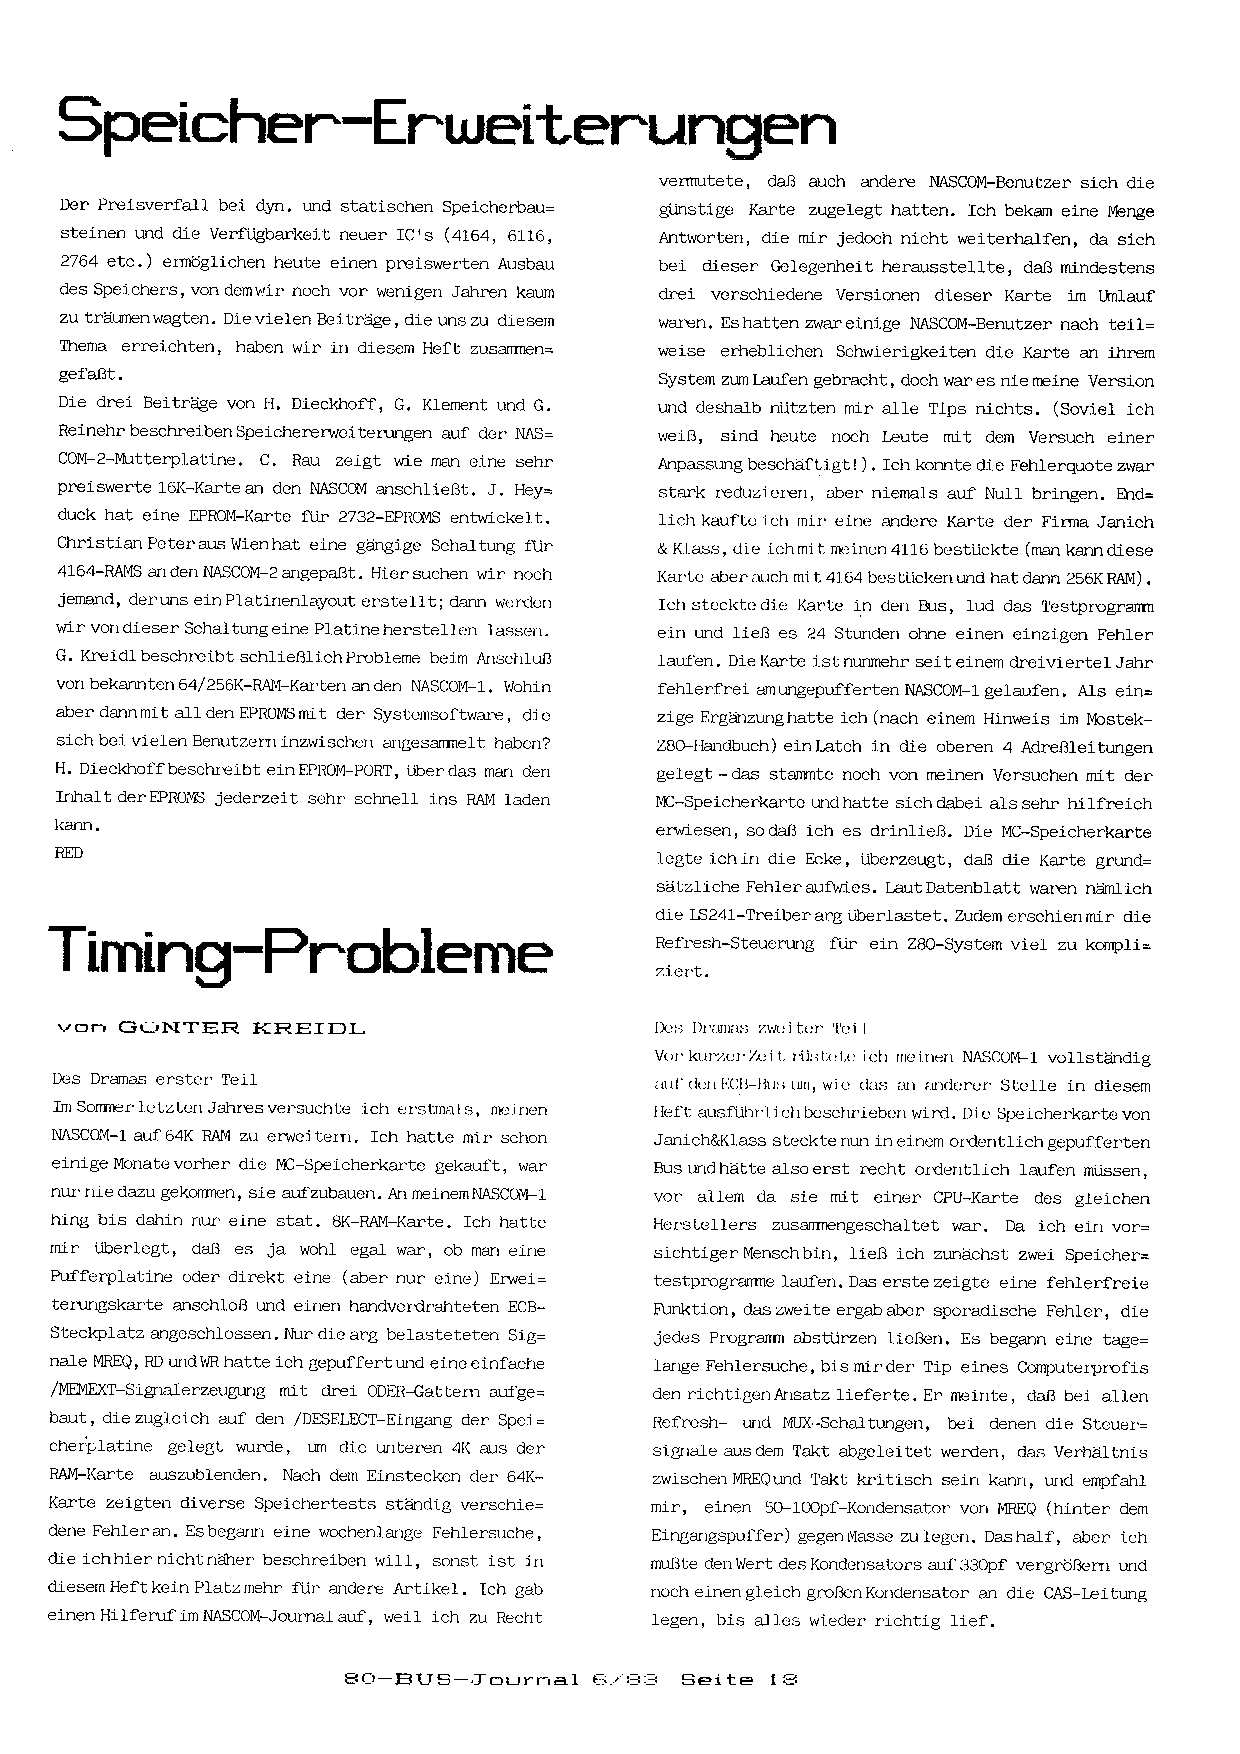 Speicher-Erweiterungen
Der Preisverfall bei dyn. und statischen Speicherbau=
steinen und die Verfügbarkeit neuer IC's (4164, 6116,
2764 etc.) ermöglichen heute einen preiswerten Ausbau
des Speichers, von dem wir noch vor wenigen Jahren kaum
zu träumen wagten. Die vielen Beiträge, die uns zu diesem
Thema erreichten, haben wir in diesem Heft zusammen=
gefaßt.
Die drei Beiträge von H. Dieckhoff, G. Klement und G.
Reinehr beschreiben Speichererweiterungen auf der NAS=
COM-2-Mutterplatine. C. Rau zeigt wie man eine sehr
preiswerte 16K-Karte an den NASCOM anschließt. J. Hey=
duck hat eine EPROM-Karte für 2732-EPROMS entwickelt.
Christian Peter aus Wien hat eine gängige Schaltung für
4164-RAMS an den NASCOM-2 angepaßt. Hier suchen wir noch
jemand, der uns ein Platinenlayout erstellt; dann werden
wir von dieser Schaltung eine Platine herstellen lassen.
G. Kreidl beschreibt schließlich Probleme beim Anschluß
von bekannten 64/256K-RAM-Karten an den NASCOM-1. Wohin
aber dann mit all den EPROMS mit der Systemsoftware, die
sich bei vielen Benutzern inzwischen angesammelt haben?
H. Dieckhoff beschreibt ein EPROM-PORT, über das man den
Inhalt der EPROMS jederzeit sehr schnell ins RAM laden
kann.
RED
Timing-Probleme
von GÜNTER KREIDL
Des Dramas erster Teil
Im Sommer letzten Jahres versuchte ich erstmals, meinen
NASCOM-1 auf 64K RAM zu erweitern. Ich hatte mir schon
einige Monate vorher die MC-Speicherkarte gekauft, war
nur nie dazu gekommen, sie aufzubauen. An meinem NASCOM-1
hing bis dahin nur eine stat. 8K-RAM-Karte. Ich hatte
mir überlegt, daß es ja wohl egal war, ob man eine
Pufferplatine oder direkt eine (aber nur eine) Erwei=
terungskarte anschloß und einen handverdrahteten ECB-
Steckplatz angeschlossen. Nur die arg belasteteten Sig=
nale MREQ, RD und WR hatte ich gepuffert und eine einfache
/MEMEXT-Signalerzeugung mit drei ODER-Gattern aufge=
baut, die zugleich auf den /DESELECT-Eingang der Spei=
cherplatine gelegt wurde, um die unteren 4K aus der
RAM-Karte auszublenden. Nach dem Einstecken der 64K-
Karte zeigten diverse Speichertests ständig verschie=
dene Fehler an. Es begann eine wochenlange Fehlersuche,
die ich hier nicht näher beschreiben will, sonst ist in
diesem Heft kein Platz mehr für andere Artikel. Ich gab
einen Hilferuf im NASCOM-Journal auf, weil ich zu Recht
vermutete, daß auch andere NASCOM-Benutzer sich die
günstige Karte zugelegt hatten. Ich bekam eine Menge
Antworten, die mir jedoch nicht weiterhalfen, da sich
bei dieser Gelegenheit herausstellte, daß mindestens
drei verschiedene Versionen dieser Karte im Umlauf
waren. Es hatten zwar einige NASCOM-Benutzer nach teil=
weise erheblichen Schwierigkeiten die Karte an ihrem
System zum Laufen gebracht, doch war es nie meine Version
und deshalb nützten mir alle Tips nichts. (Soviel ich
weiß, sind heute noch Leute mit dem Versuch einer
Anpassung beschäftigt!). Ich konnte die Fehlerquote zwar
stark reduzieren, aber niemals auf Null bringen. End=
lich kaufte ich mir eine andere Karte der Firma Janich
& Klass, die ich mit meinen 4116 bestückte (man kann diese
Karte aber auch mit 4164 bestücken und hat dann 256K RAM).
Ich steckte die Karte in den Bus, lud das Testprogramm
ein und ließ es 24 Stunden ohne einen einzigen Fehler
laufen. Die Karte ist nunmehr seit einem dreiviertel Jahr
fehlerfrei am ungepufferten NASCOM-1 gelaufen. Als ein=
zige Ergänzung hatte ich (nach einem Hinweis im Mostek-
Z80-Handbuch) ein Latch in die oberen 4 Adreßleitungen
gelegt - das stammte noch von meinen Versuchen mit der
MC-Speicherkarte und hatte sich dabei als sehr hilfreich
erwiesen, so daß ich es drinließ. Die MC-Speicherkarte
legte ich in die Ecke, überzeugt, daß die Karte grund=
sätzliche Fehler aufwies. Laut Datenblatt waren nämlich
die LS241-Treiber arg überlastet. Zudem erschien mir die
Refresh-Steuerung für ein Z80-System viel zu kompli=
ziert.
Des Dramas zweiter Teil
Vor kurzer Zeit rüstete ich meinen NASCOM-1 vollständig
auf den ECB-Bus um, wie das an anderer Stelle in diesem
Heft ausführlich beschrieben wird. Die Speicherkarte von
Janich&Klass steckte nun in einem ordentlich gepufferten
Bus und hätte also erst recht ordentlich laufen müssen,
vor allem da sie mit einer CPU-Karte des gleichen
Herstellers zusammengeschaltet war. Da ich ein vor=
sichtiger Mensch bin, ließ ich zunächst zwei Speicher=
testprogramme laufen. Das erste zeigte eine fehlerfreie
Funktion, das zweite ergab aber sporadische Fehler, die
jedes Programm abstürzen ließen. Es begann eine tage=
lange Fehlersuche, bis mir der Tip eines Computerprofis
den richtigen Ansatz lieferte. Er meinte, daß bei allen
Refresh- und MUX-Schaltungen, bei denen die Steuer=
signale aus dem Takt abgeleitet werden, das Verhältnis
zwischen MREQ und Takt kritisch sein kann, und empfahl
mir, einen 50-100pf-Kondensator von MREQ (hinter dem
Eingangspuffer) gegen Masse zu legen. Das half, aber ich
mußte den Wert des Kondensators auf 330pf vergrößern und
noch einen gleich großen Kondensator an die CAS-Leitung
legen, bis alles wieder richtig lief.
80-BUS-Journal 6/83 Seite 18